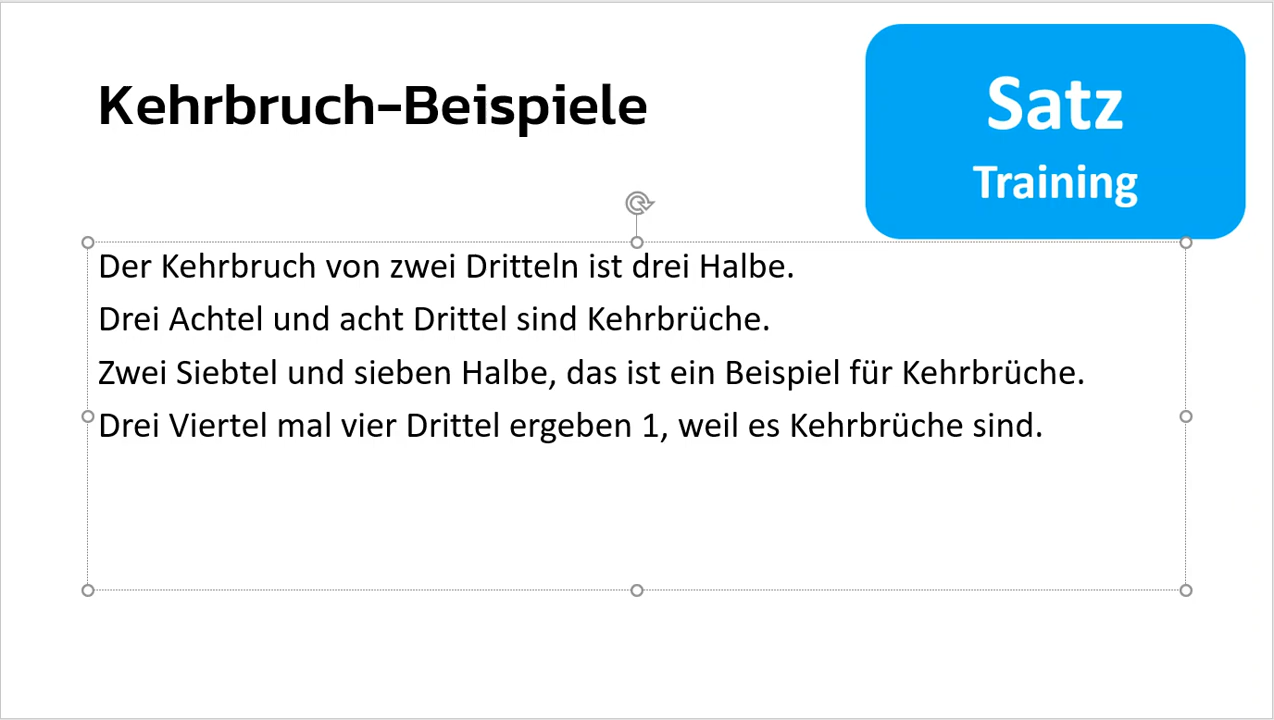 Kehrbruch-Beispiele
Satz
Training
Der Kehrbruch von zwei Dritteln ist drei Halbe.
Drei Achtel und acht Drittel sind Kehrbrüche.
Zwei Siebtel und sieben Halbe, das ist ein Beispiel für Kehrbrüche.
Drei Viertel mal vier Drittel ergeben 1, weil es Kehrbrüche sind.